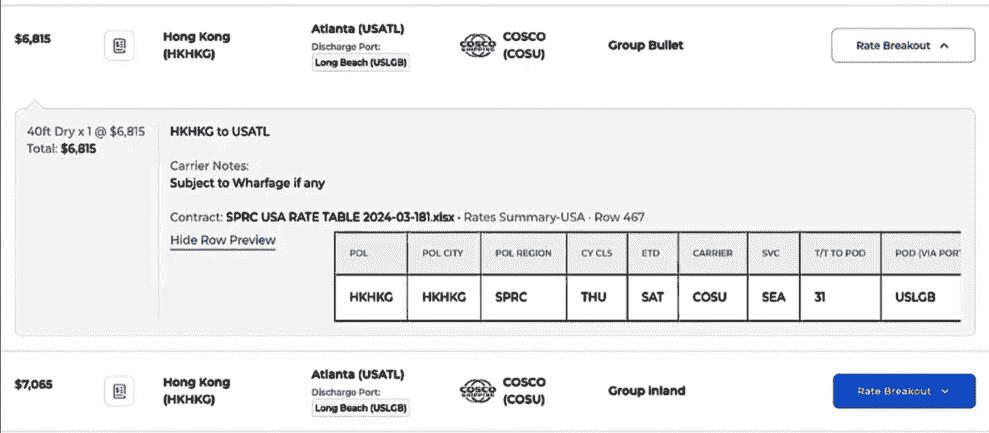 $6,815
Hong Kong
(HKHKG)
Atlanta (USATL)
Discharge Port:
Long Beach (USLGB)
COSCO
SHIPPING
COSCO
(COSU)
Group Bullet
Rate Breakout
40ft Dry x 1 @ $6,815
Total: $6,815
HKHKG to USATL
Carrier Notes:
Subject to Wharfage if any
Contract: SPRC USA RATE TABLE 2024-03-181.xlsx • Rates Summary-USA · Row 467
Hide Row Preview
POL POL CITY POL REGION CY CLS ETD CARRIER SVC T/T TO POD POD (VIA POR
HKHKG HKHKG SPRC THU SAT COSU SEA 31 USLGB
$7,065
Hong Kong
(HKHKG)
Atlanta (USATL)
Discharge Port:
Long Beach (USLGB)
COSCO
SHIPPING
COSCO
(COSU)
Group inland
Rate Breakout